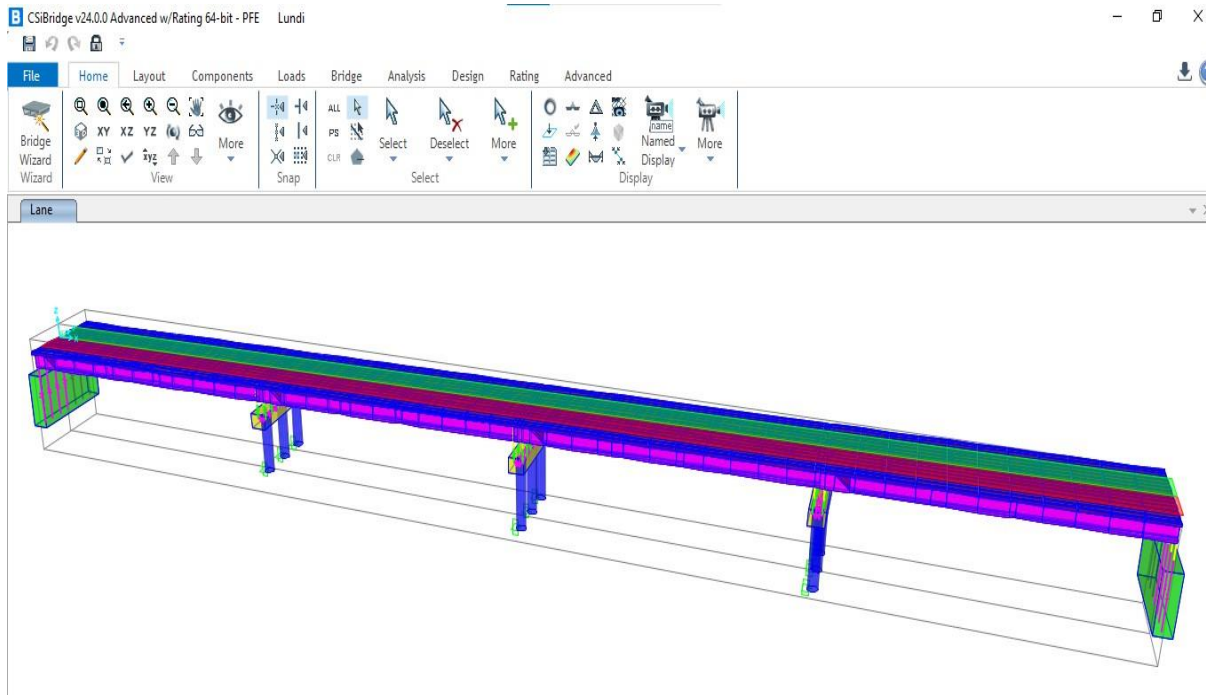 B CSiBridge v24.0.0 Advanced w/Rating 64-bit - PFE Lundi
File Home Layout Components Loads Bridge Analysis Design Rating Advanced
Bridge Wizard
XY XZ YZ
xyz
More
ALL
PS
CLR
Select Deselect More
name
Named Display
More
Wizard View Snap Select Display
Lane
Z